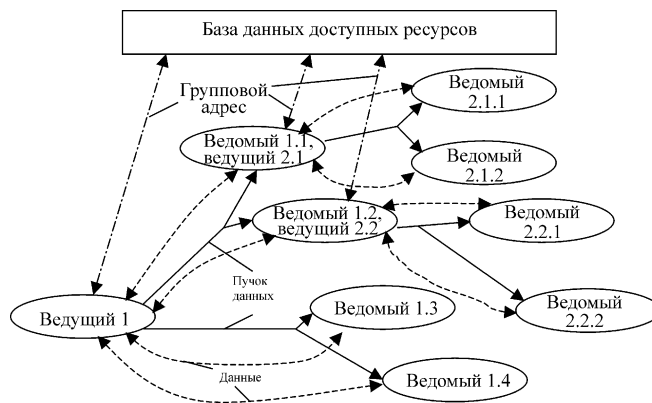 База данных доступных ресурсов
Групповой
адрес
Ведомый
2.1.1
Ведомый 1.1,
ведущий 2.1
Ведомый
2.1.2
Ведомый 1.2,
ведущий 2.2
Ведомый
2.2.1
Пучок
данных
Ведущий 1
Ведомый 1.3
Ведомый
2.2.2
Данные
Ведомый 1.4